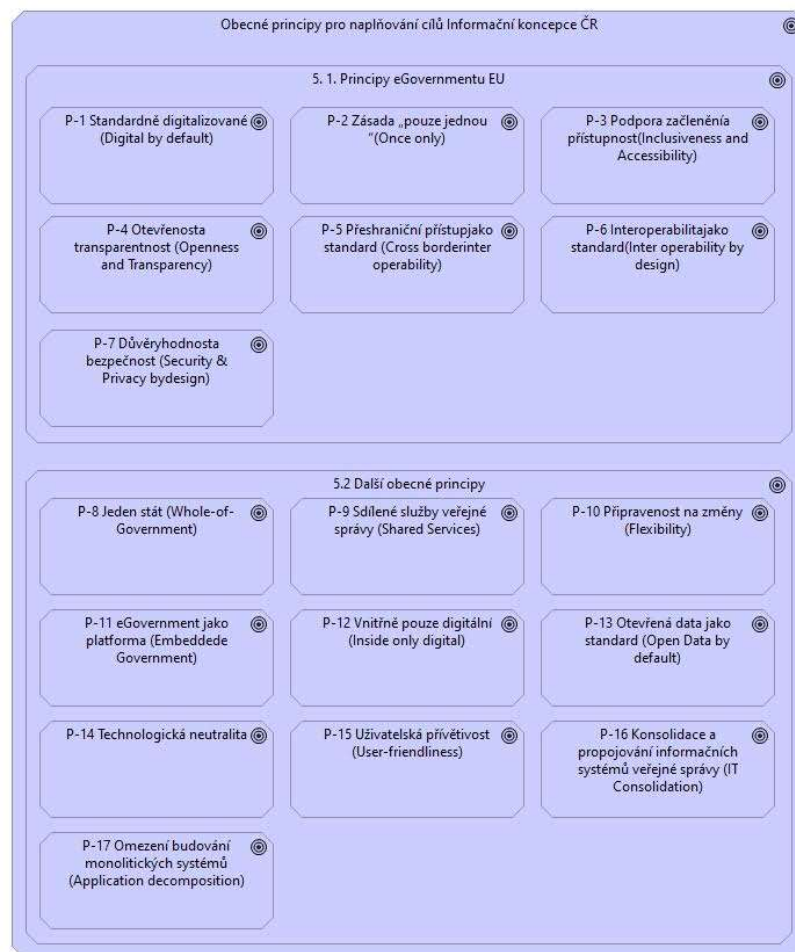 Obecné principy pro naplňování cílů Informační koncepce ČR
5. 1. Principy eGovernmentu EU
P-1 Standardně digitalizované
(Digital by default)
P-2 Zásada „pouze jednou
“(Once only)
P-3 Podpora začleněnía
přístupnost(Inclusiveness and
Accessibility)
P-4 Otevřenosta
transparentnost (Openness
and Transparency)
P-5 Přeshraniční přístupjako
standard (Cross borderinter
operability)
P-6 Interoperabilitajako
standard(Inter operability by
design)
P-7 Důvěryhodnosta
bezpečnost (Security &
Privacy bydesign)
5.2 Další obecné principy
P-8 Jeden stát (Whole-of-
Government)
P-9 Sdílené služby veřejné
správy (Shared Services)
P-10 Připravenost na změny
(Flexibility)
P-11 eGovernment jako
platforma (Embeddede
Government)
P-12 Vnitřně pouze digitální
(Inside only digital)
P-13 Otevřená data jako
standard (Open Data by
default)
P-14 Technologická neutralita
P-15 Uživatelská přívětivost
(User-friendliness)
P-16 Konsolidace a
propojování informačních
systémů veřejné správy (IT
Consolidation)
P-17 Omezení budování
monolitických systémů
(Application decomposition)